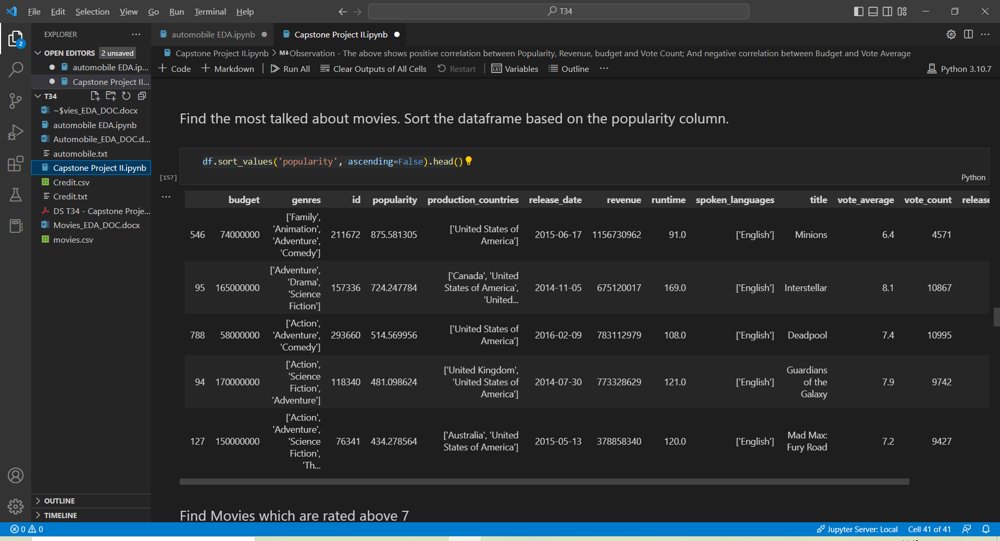 File Edit Selection View Go Run Terminal Help
T34
EXPLORER
automobile EDA.ipynb
Capstone Project II.ipynb
2
OPEN EDITORS 2 unsaved
Capstone Project II.ipynb > M↓Observation - The above shows positive correlation between Popularity, Revenue, budget and Vote Count; And negative correlation between Budget and Vote Average
automobile EDA.ip...
Code Markdown Run All Clear Outputs of All Cells Restart Variables Outline ...
Python 3.10.7
Capstone Project II...
T34
~$vies_EDA_DOC.docx
automobile EDA.ipynb
Automobile_EDA_DOC.d...
automobile.txt
Capstone Project II.ipynb
Credit.csv
Credit.txt
DS T34 - Capstone Proje...
Movies_EDA_DOC.docx
movies.csv
OUTLINE
TIMELINE
Find the most talked about movies. Sort the dataframe based on the popularity column.
df.sort_values('popularity', ascending=False).head()
[157]
Python
budget genres id popularity production_countries release_date revenue runtime spoken_languages title vote_average vote_count release
546 74000000 ['Family', 'Animation', 'Adventure', 'Comedy'] 211672 875.581305 ['United States of America'] 2015-06-17 1156730962 91.0 ['English'] Minions 6.4 4571
95 165000000 ['Adventure', 'Drama', 'Science Fiction'] 157336 724.247784 ['Canada', 'United States of America', 'United... 2014-11-05 675120017 169.0 ['English'] Interstellar 8.1 10867
788 58000000 ['Action', 'Adventure', 'Comedy'] 293660 514.569956 ['United States of America'] 2016-02-09 783112979 108.0 ['English'] Deadpool 7.4 10995
94 170000000 ['Action', 'Science Fiction', 'Adventure'] 118340 481.098624 ['United Kingdom', 'United States of America'] 2014-07-30 773328629 121.0 ['English'] Guardians of the Galaxy 7.9 9742
127 150000000 ['Action', 'Adventure', 'Science Fiction', 'Th... 76341 434.278564 ['Australia', 'United States of America'] 2015-05-13 378858340 120.0 ['English'] Mad Max: Fury Road 7.2 9427
Find Movies which are rated above 7
0 0
Jupyter Server: Local Cell 41 of 41